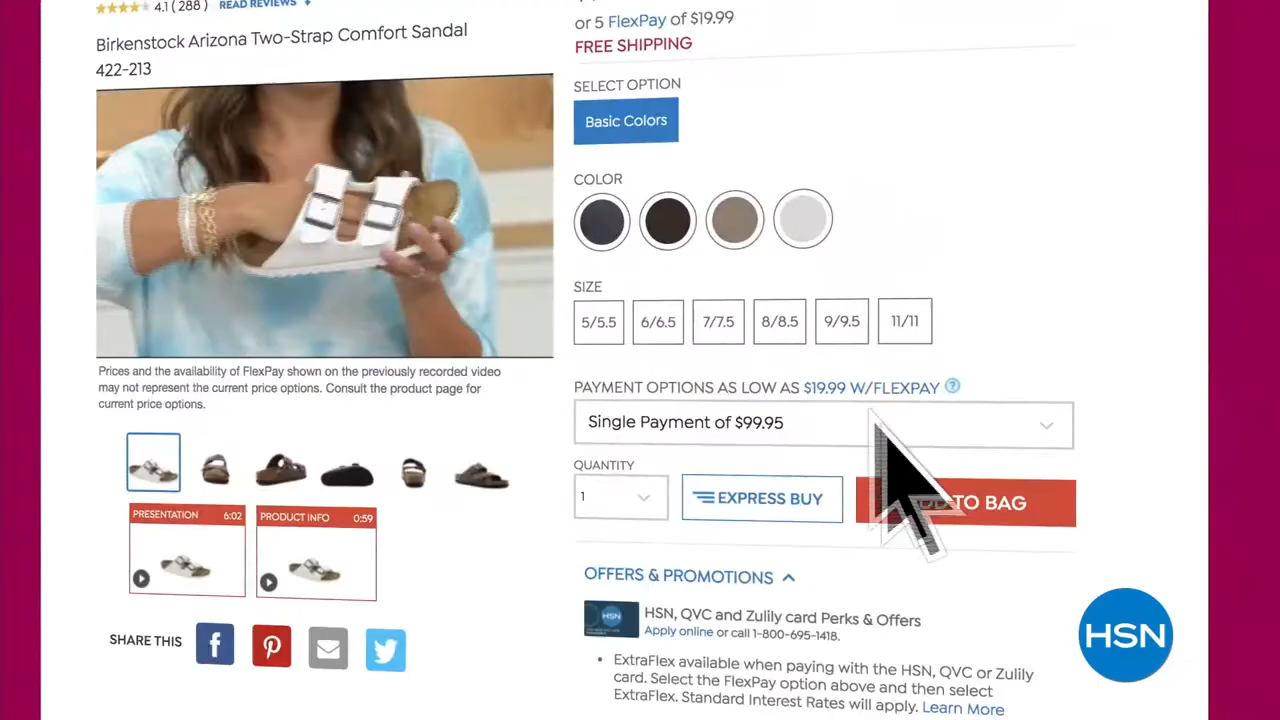 4.1 (288) READ REVIEWS
Birkenstock Arizona Two-Strap Comfort Sandal
422-213
Prices and the availability of FlexPay shown on the previously recorded video
may not represent the current price options. Consult the product page for
current price options.
PRESENTATION 6:02
PRODUCT INFO 0:59
SHARE THIS
or 5 FlexPay of $19.99
FREE SHIPPING
SELECT OPTION
Basic Colors
COLOR
SIZE
5/5.5 6/6.5 7/7.5 8/8.5 9/9.5 11/11
PAYMENT OPTIONS AS LOW AS $19.99 W/FLEXPAY ?
Single Payment of $99.95
QUANTITY
1
EXPRESS BUY
TO BAG
OFFERS & PROMOTIONS
HSN
HSN, QVC and Zulily card Perks & Offers
Apply online or call 1-800-695-1418.
• ExtraFlex available when paying with the HSN, QVC or Zulily
card. Select the FlexPay option above and then select
ExtraFlex. Standard Interest Rates will apply. Learn More
HSN